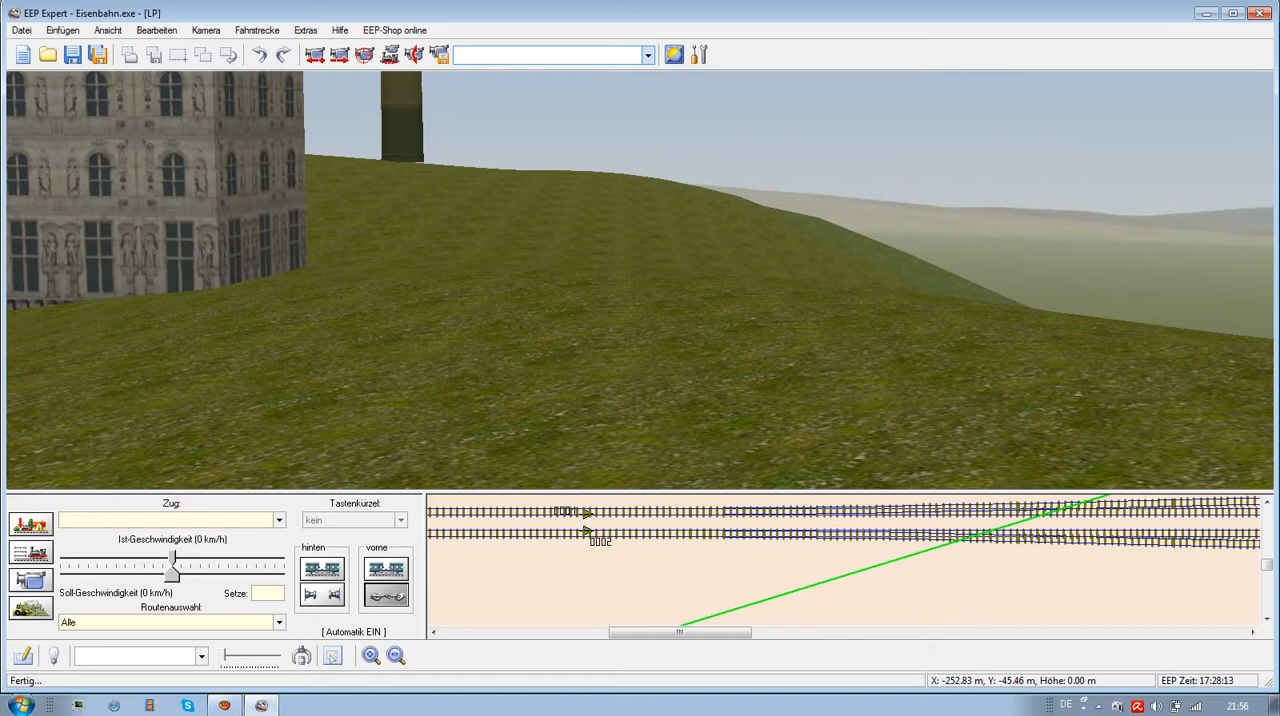 EEP Expert - Eisenbahn.exe - [LP]
Datei Einfügen Ansicht Bearbeiten Kamera Fahrstrecke Extras Hilfe EEP-Shop online
Zug:
Tastenkürzel:
kein
Ist-Geschwindigkeit (0 km/h)
hinten
vorne
Soll-Geschwindigkeit (0 km/h)
Setze:
Routenauswahl:
Alle
[ Automatik EIN ]
0002
Fertig...
X: -252.83 m, Y: -45.46 m, Höhe: 0.00 m
EEP Zeit: 17:28:13
DE
21:56